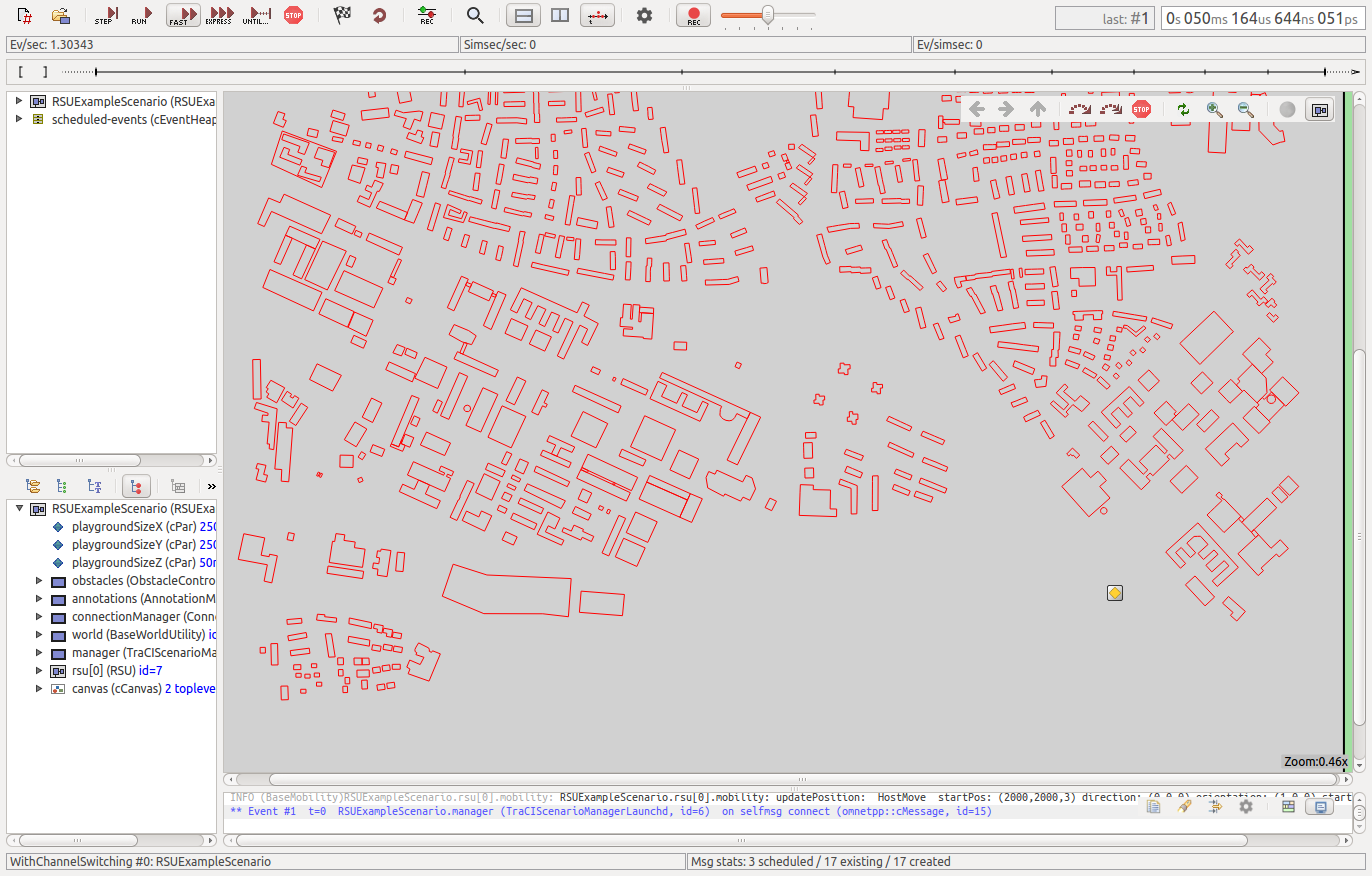 STEP RUN FAST EXPRESS UNTIL... STOP REC REC last: #1 0s 050ms 164us 644ns 051ps
Ev/sec: 1.30343 Simsec/sec: 0 Ev/simsec: 0
[ ]
RSUExampleScenario (RSUExa
scheduled-events (cEventHeap
STOP
RSUExampleScenario (RSUExa
playgroundSizeX (cPar) 250
playgroundSizeY (cPar) 250
playgroundSizeZ (cPar) 50m
obstacles (ObstacleContro
annotations (AnnotationM
connectionManager (Conne
world (BaseWorldUtility) id
manager (TraCIScenarioMa
rsu[0] (RSU) id=7
canvas (cCanvas) 2 topleve
Zoom:0.46x
INFO (BaseMobility)RSUExampleScenario.rsu[0].mobility: RSUExampleScenario.rsu[0].mobility: updatePosition: HostMove startPos: (2000,2000,3) direction: (0,0,0) orientation: (1,0,0) start
** Event #1 t=0 RSUExampleScenario.manager (TraCIScenarioManagerLaunchd, id=6) on selfmsg connect (omnetpp::cMessage, id=15)
WithChannelSwitching #0: RSUExampleScenario Msg stats: 3 scheduled / 17 existing / 17 created